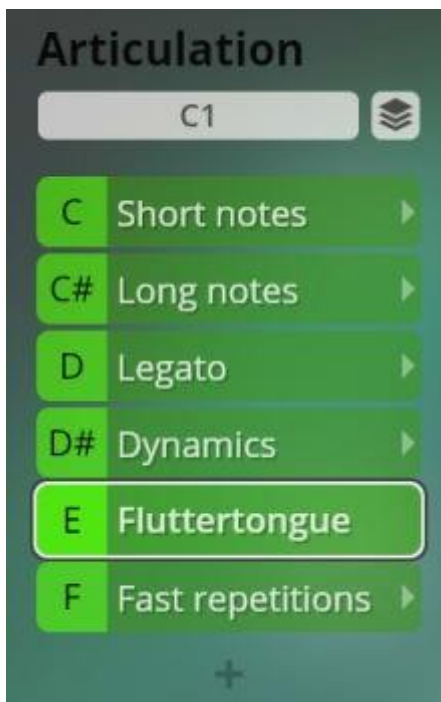 Articulation
C1
C Short notes
C# Long notes
D Legato
D# Dynamics
E Fluttertongue
F Fast repetitions
+